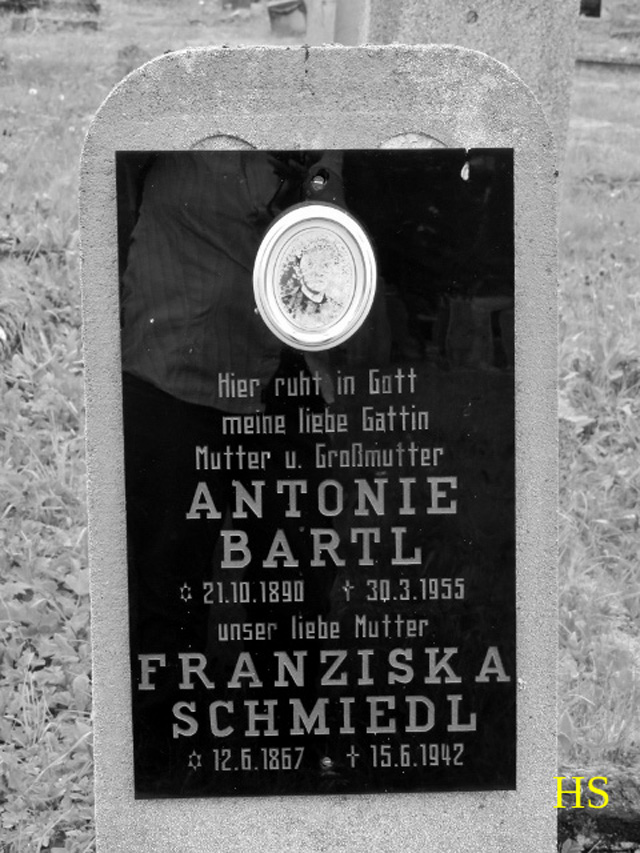 Hier ruht in Gott
meine liebe Gattin
Mutter u. Großmutter
ANTONIE
BARTL
✡ 21.10.1890 † 30.3.1955
unser liebe Mutter
FRANZISKA
SCHMIEDL
✡ 12.6.1867 † 15.6.1942
HS